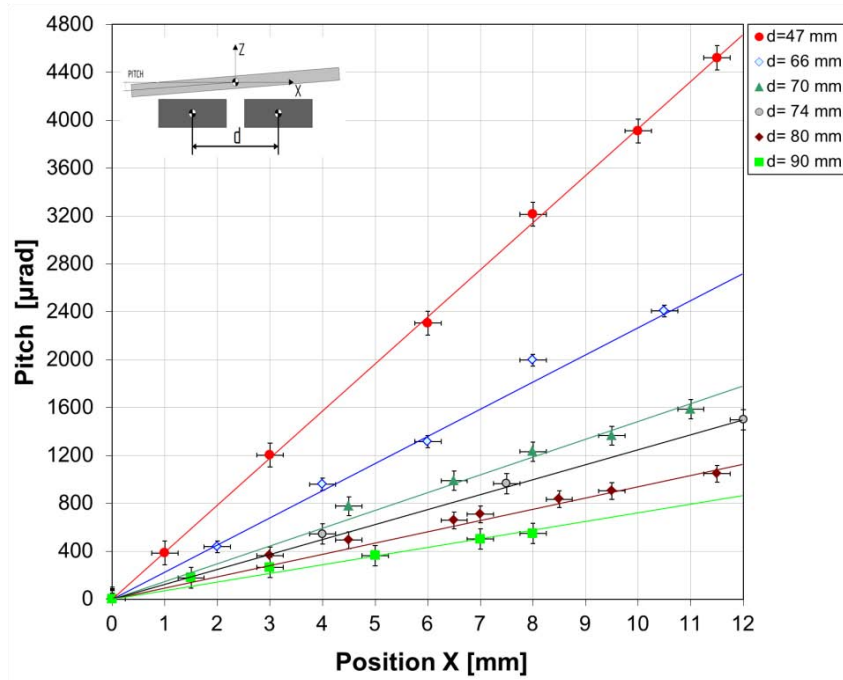 4800
4400
4000
3600
3200
2800
2400
2000
1600
1200
800
400
0
Pitch [µrad]
PITCH
Z
X
d
d=47 mm
d= 66 mm
d= 70 mm
d= 74 mm
d= 80 mm
d= 90 mm
0 1 2 3 4 5 6 7 8 9 10 11 12
Position X [mm]